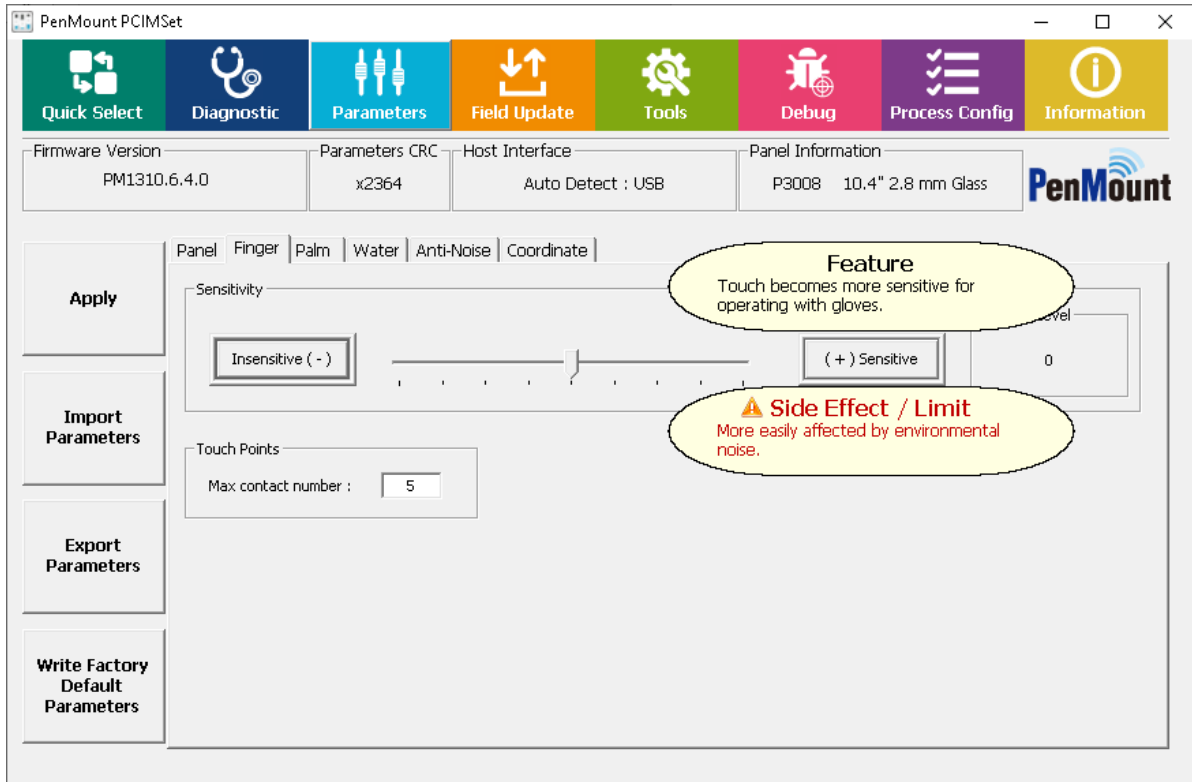 PenMount PCIMSet
Quick Select
Diagnostic
Parameters
Field Update
Tools
Debug
Process Config
Information
Firmware Version
PM1310.6.4.0
Parameters CRC
x2364
Host Interface
Auto Detect : USB
Panel Information
P3008 10.4" 2.8 mm Glass
PenMount
Apply
Import
Parameters
Export
Parameters
Write Factory
Default
Parameters
Panel
Finger
Palm
Water
Anti-Noise
Coordinate
Sensitivity
Insensitive ( - )
( + ) Sensitive
0
Feature
Touch becomes more sensitive for
operating with gloves.
Side Effect / Limit
More easily affected by environmental
noise.
Touch Points
Max contact number :
5